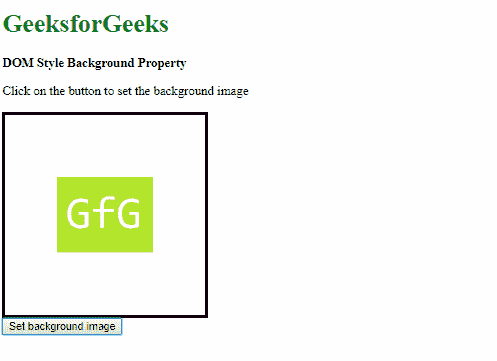 GeeksforGeeks
DOM Style Background Property
Click on the button to set the background image
GfG
Set background image